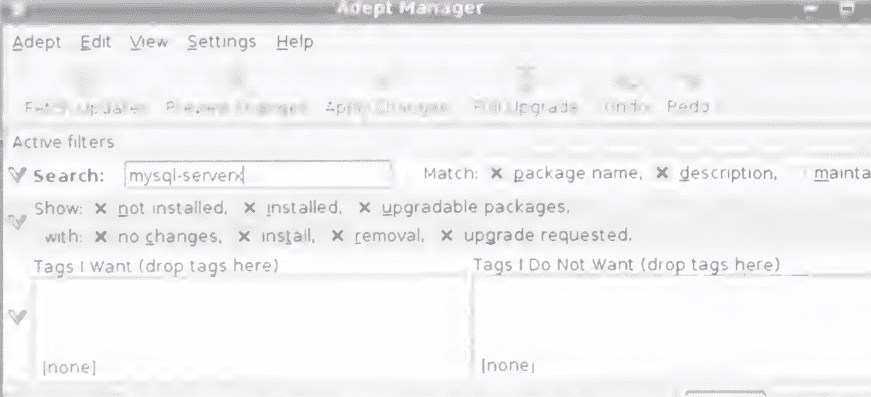 Adept Manager
Adept Edit View Settings Help
Fetch Updates Preview Changes Apply Changes Full Upgrade Undo Redo
Active filters
Search: mysql-serverx Match: x package name, x description, mainta
Show: x not installed, x installed, x upgradable packages,
with: x no changes, x install, x removal, x upgrade requested.
Tags I Want (drop tags here) Tags I Do Not Want (drop tags here)
[none] [none]